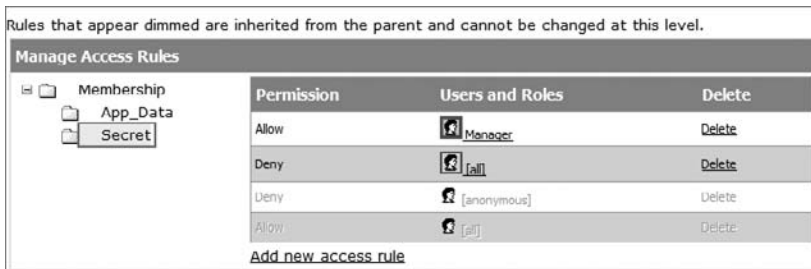 Rules that appear dimmed are inherited from the parent and cannot be changed at this level.
Manage Access Rules
Membership
App_Data
Secret
Permission Users and Roles Delete
Allow Manager Delete
Deny [all] Delete
Deny [anonymous] Delete
Allow [all] Delete
Add new access rule